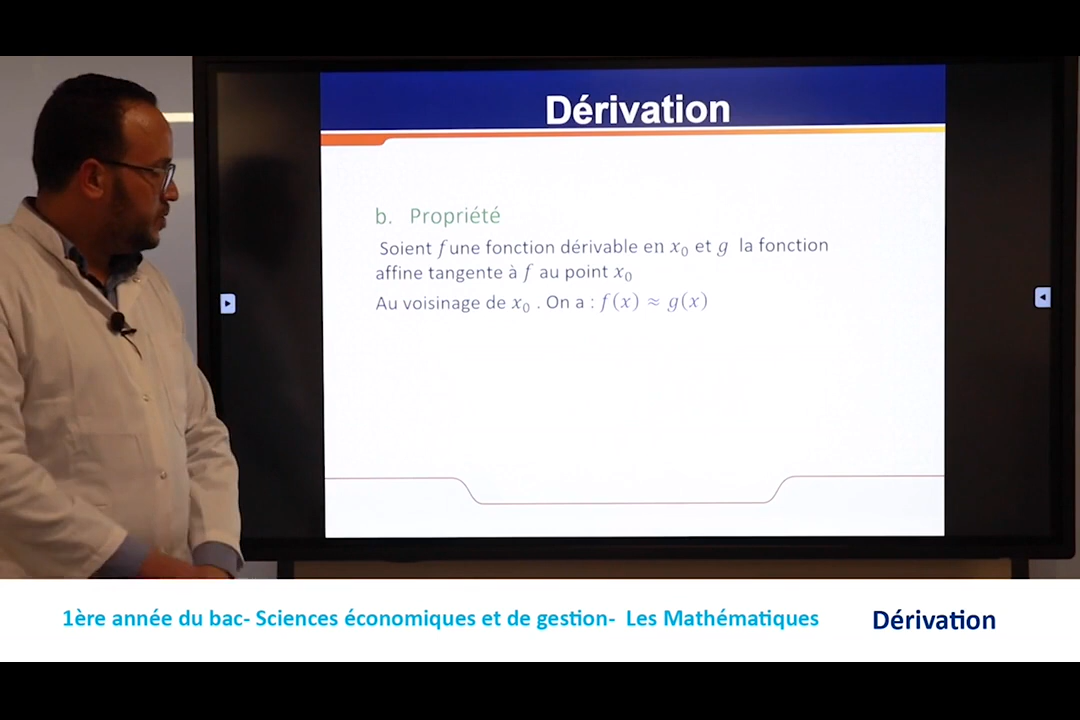 Dérivation
b. Propriété
Soient f une fonction dérivable en x₀ et g la fonction
affine tangente à f au point x₀
Au voisinage de x₀ . On a : f(x) ≈ g(x)
1ère année du bac- Sciences économiques et de gestion- Les Mathématiques
Dérivation